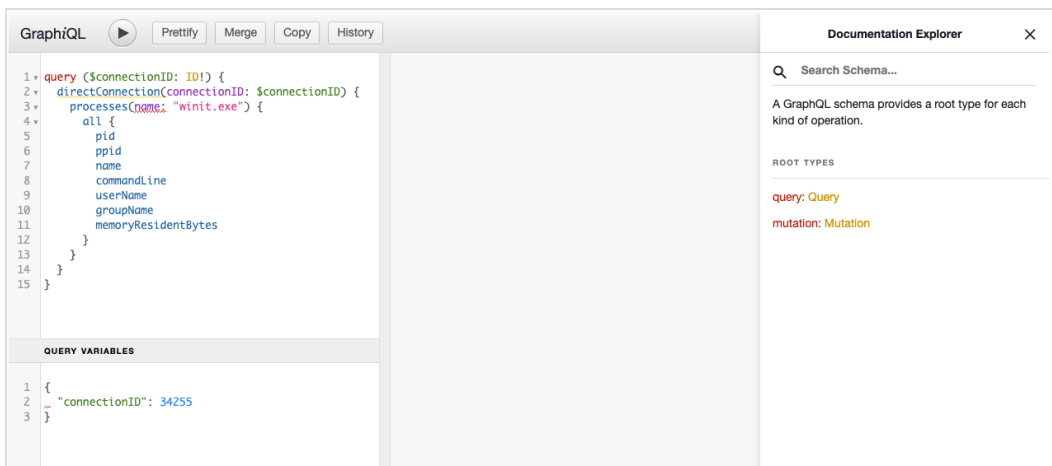 GraphiQL
Prettify
Merge
Copy
History
1 query ($connectionID: ID!) {
2 directConnection(connectionID: $connectionID) {
3 processes(name: "winit.exe") {
4 all {
5 pid
6 ppid
7 name
8 commandLine
9 userName
10 groupName
11 memoryResidentBytes
12 }
13 }
14 }
15 }
QUERY VARIABLES
1 {
2 "connectionID": 34255
3 }
Documentation Explorer
Search Schema...
A GraphQL schema provides a root type for each
kind of operation.
ROOT TYPES
query: Query
mutation: Mutation